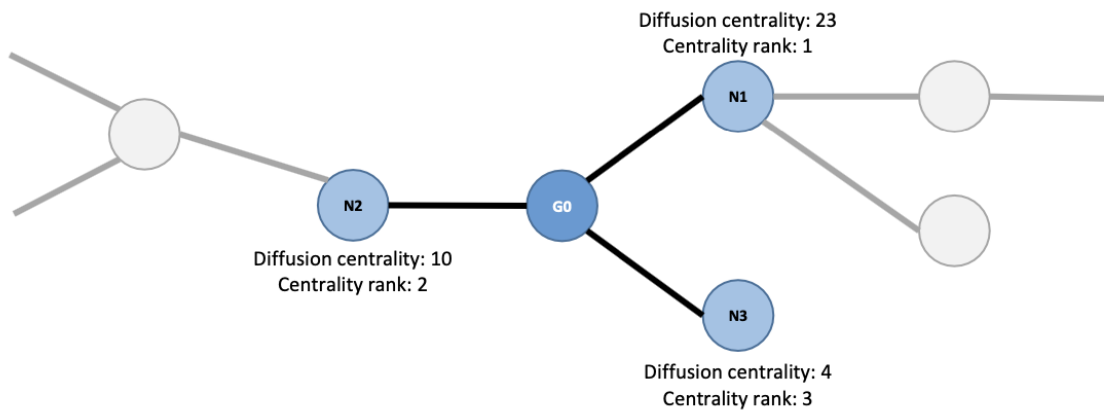 Diffusion centrality: 23
Centrality rank: 1
N1
N2
G0
Diffusion centrality: 10
Centrality rank: 2
N3
Diffusion centrality: 4
Centrality rank: 3